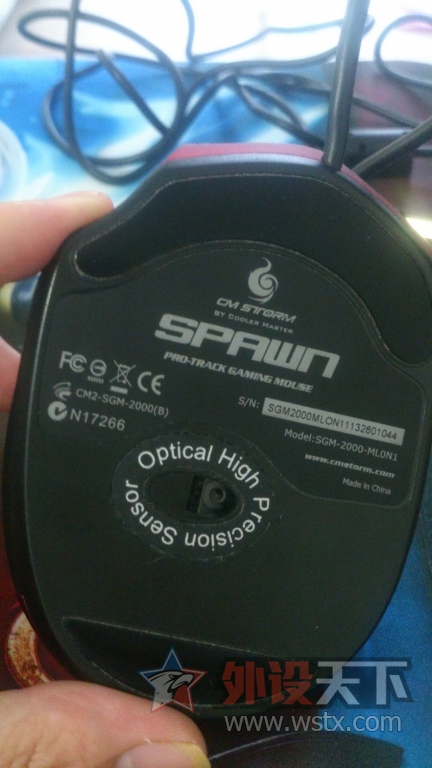 CM STORM
BY COOLER MASTER
SPAWN
PRO-TRACK GAMING MOUSE
FC CE
S/N: SGM2000MLON11132601044
CM2-SGM-2000(B)
N17266
Model:SGM-2000-MLON1
www.cmstorm.com
Made in China
Optical High Precision Sensor
外设天下
www.wstx.com